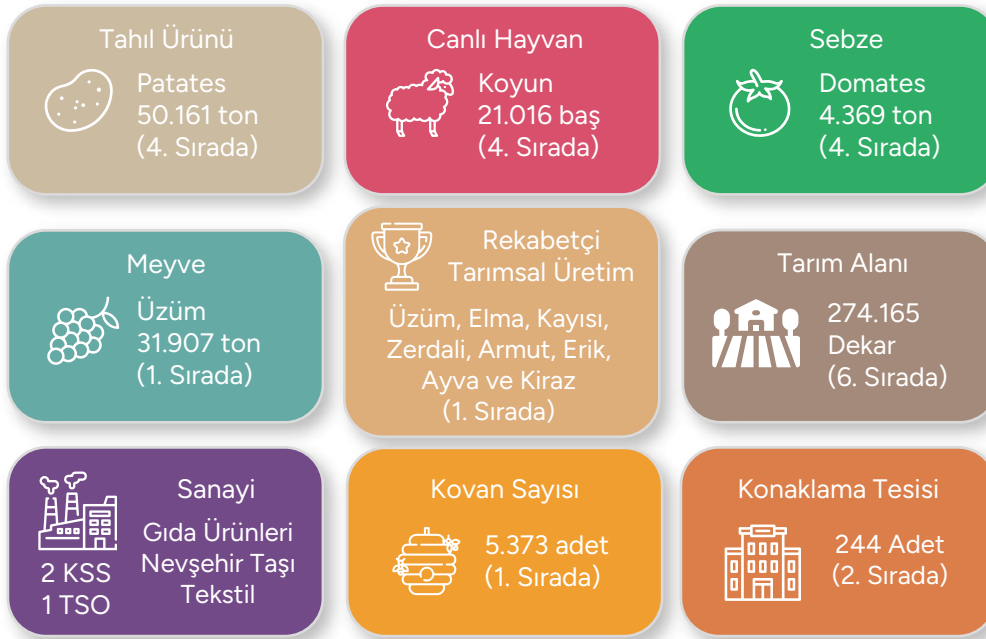 Tahıl Ürünü
Patates
50.161 ton
(4. Sırada)
Canlı Hayvan
Koyun
21.016 baş
(4. Sırada)
Sebze
Domates
4.369 ton
(4. Sırada)
Meyve
Üzüm
31.907 ton
(1. Sırada)
Rekabetçi
Tarımsal Üretim
Üzüm, Elma, Kayısı,
Zerdali, Armut, Erik,
Ayva ve Kiraz
(1. Sırada)
Tarım Alanı
274.165
Dekar
(6. Sırada)
Sanayi
Gıda Ürünleri
Nevşehir Taşı
Tekstil
2 KSS
1 TSO
Kovan Sayısı
5.373 adet
(1. Sırada)
Konaklama Tesisi
244 Adet
(2. Sırada)